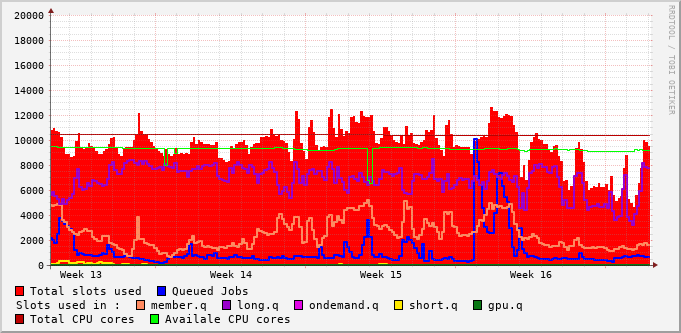 20000
18000
16000
14000
12000
10000
8000
6000
4000
2000
0
Week 13 Week 14 Week 15 Week 16
Total slots used Queued Jobs
Slots used in : member.q long.q ondemand.q short.q gpu.q
Total CPU cores Availale CPU cores
RRDTOOL / TOBI OETIKER